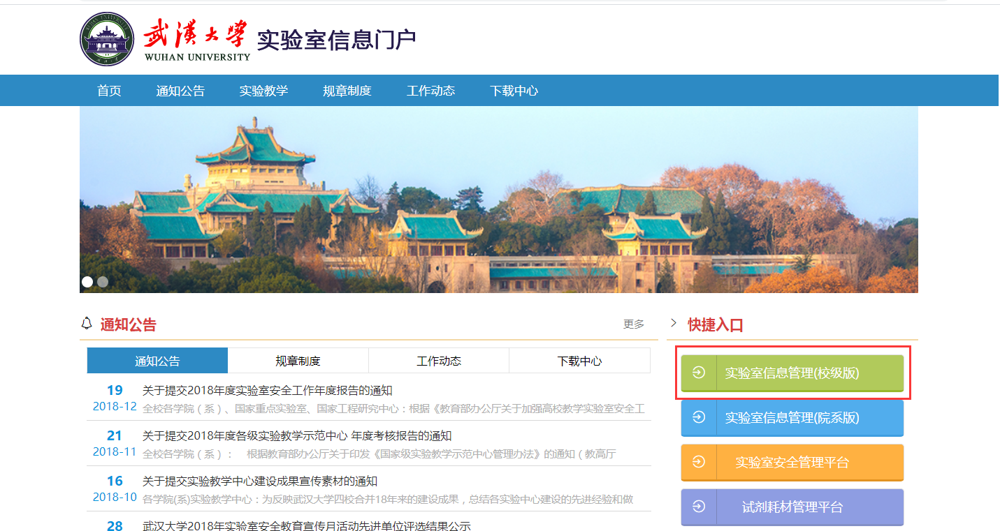 武漢大学
WUHAN UNIVERSITY
实验室信息门户
首页 通知公告 实验教学 规章制度 工作动态 下载中心
通知公告 更多
通知公告 规章制度 工作动态 下载中心
19
2018-12
关于提交2018年度实验室安全工作年度报告的通知
全校各学院（系）、国家重点实验室、国家工程研究中心：根据《教育部办公厅关于加强高校教学实验室安全工
21
2018-11
关于提交2018年度各级实验教学示范中心 年度考核报告的通知
全校各学院（系）： 根据教育部办公厅关于印发《国家级实验教学示范中心管理办法》的通知（教高厅
16
2018-10
关于提交实验教学中心建设成果宣传素材的通知
各学院(系)实验教学中心：为反映武汉大学四校合并18年来的建设成果，总结各实验中心建设的先进经验和做
28
武汉大学2018年实验室安全教育宣传月活动先进单位评选结果公示
快捷入口
实验室信息管理(校级版)
实验室信息管理(院系版)
实验室安全管理平台
试剂耗材管理平台